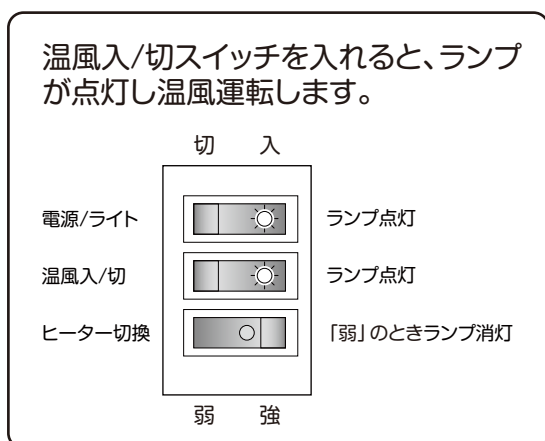 温風入/切スイッチを入れると、ランプ
が点灯し温風運転します。
切 入
電源/ライト ランプ点灯
温風入/切 ランプ点灯
ヒーター切換 「弱」のときランプ消灯
弱 強